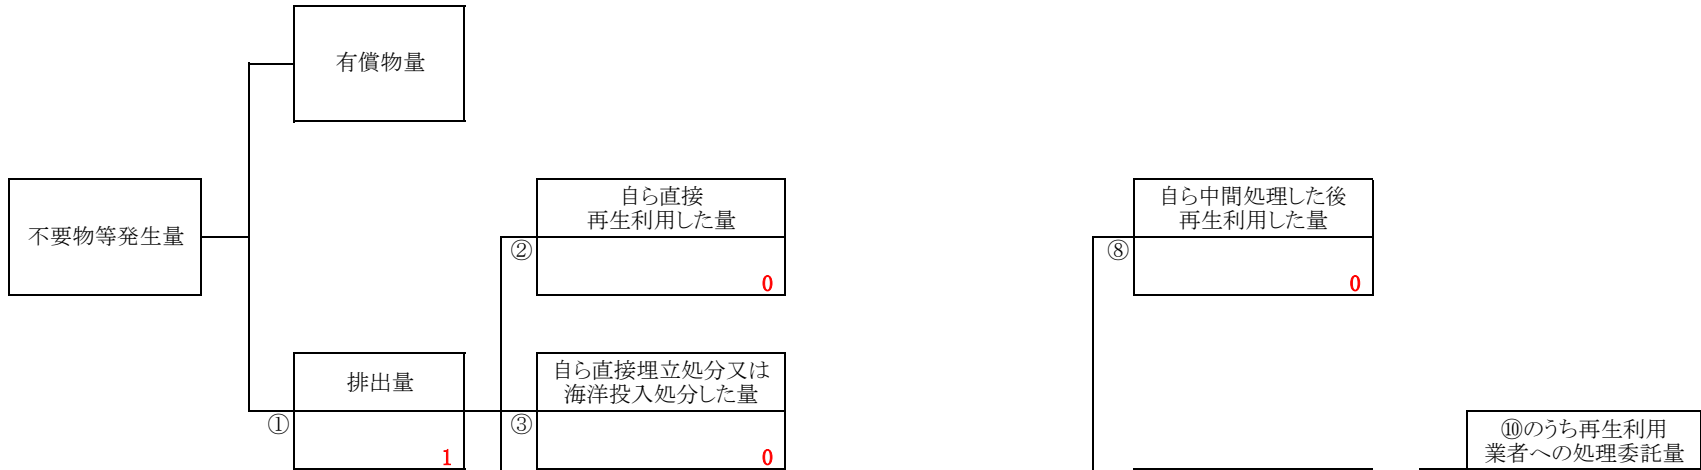 有償物量
不要物等発生量
自ら直接
再生利用した量
②
0
自ら中間処理した後
再生利用した量
⑧
0
排出量
①
1
自ら直接埋立処分又は
海洋投入処分した量
③
0
⑩のうち再生利用
業者への処理委託量